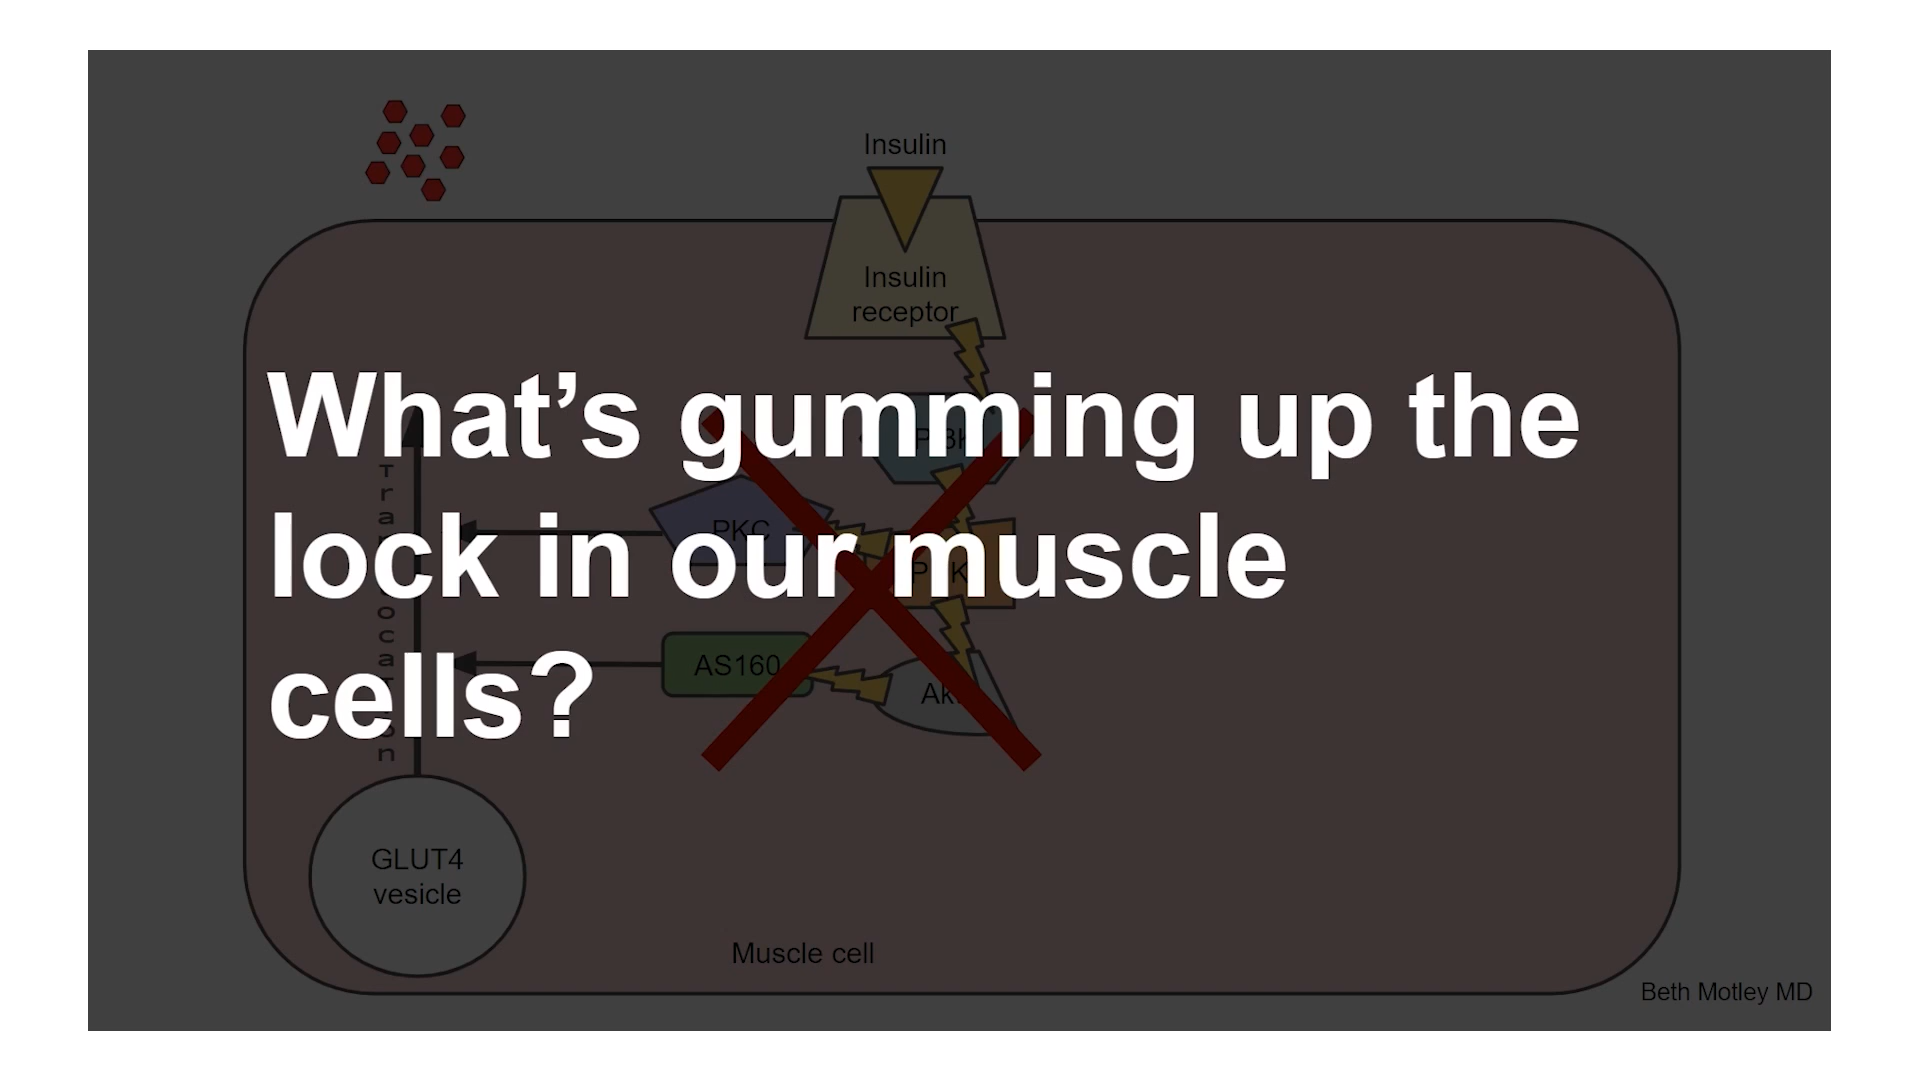 Insulin
Insulin
receptor
What’s gumming up the
lock in our muscle
cells?
PKC
AS160
GLUT4
vesicle
Muscle cell
Beth Motley MD